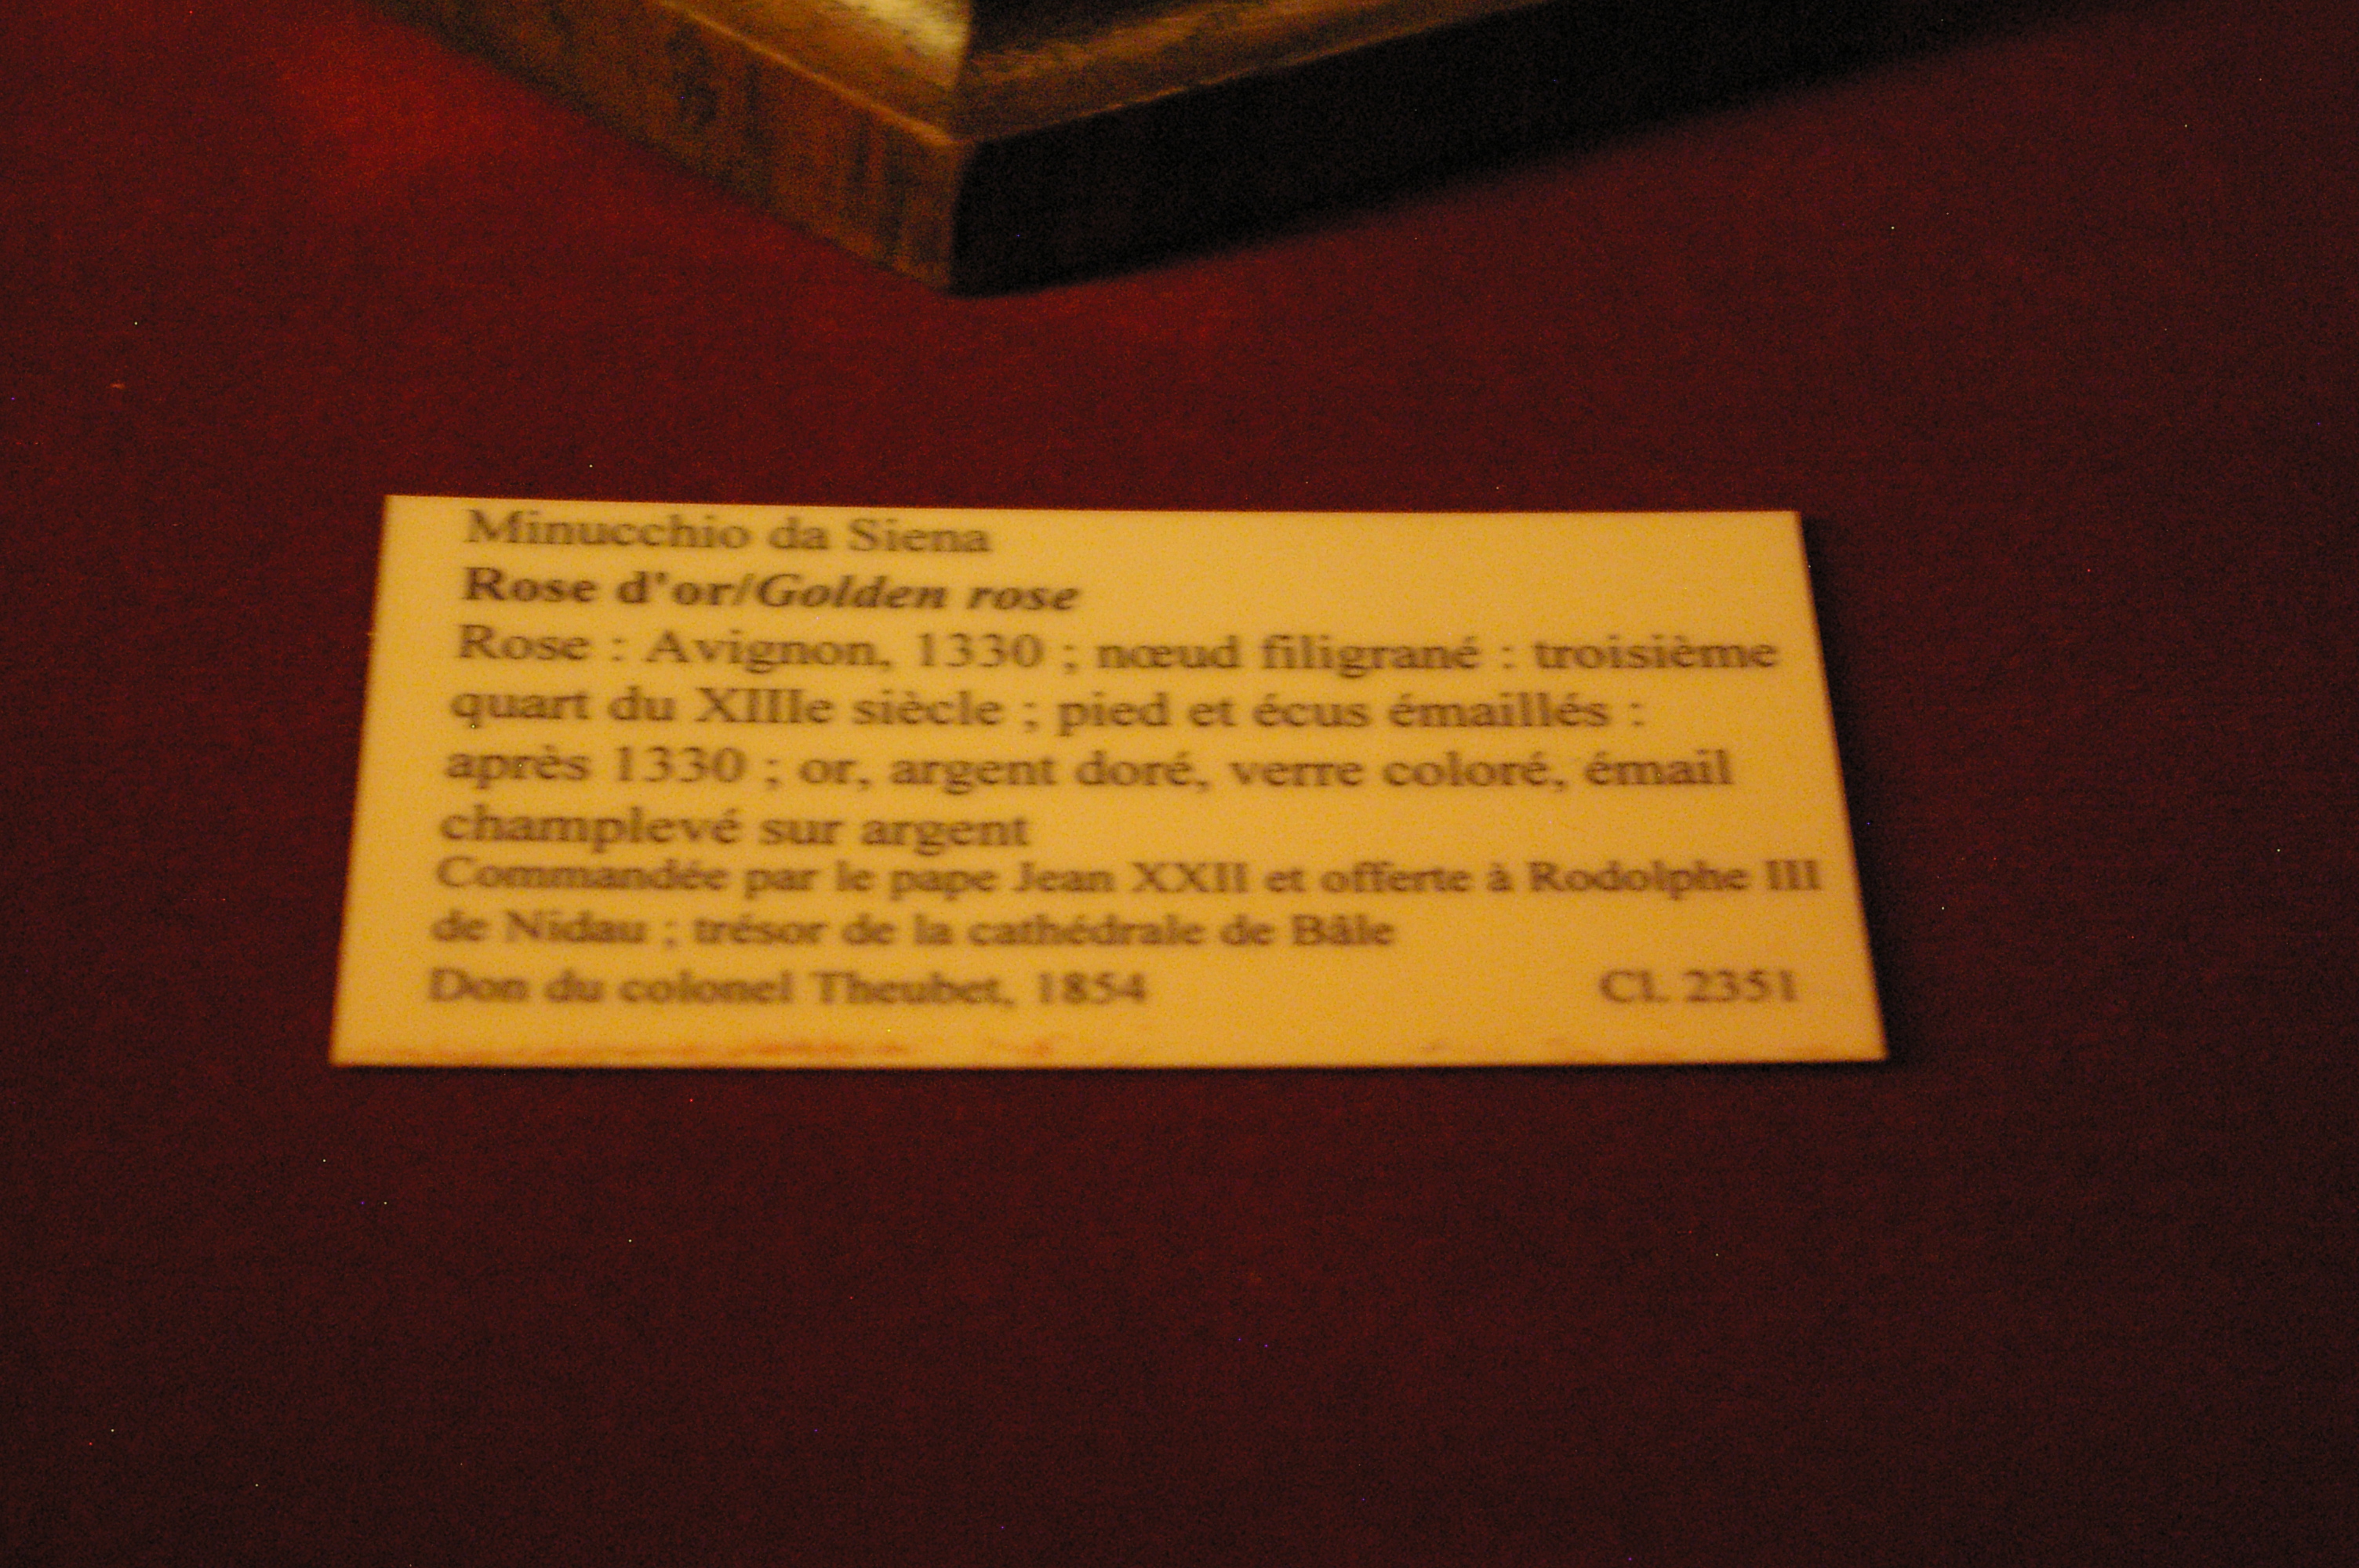 Minucchio da Siena
Rose d'or/Golden rose
Rose : Avignon, 1330 ; nœud filigrané : troisième
quart du XIIIe siècle ; pied et écus émaillés :
après 1330 ; or, argent doré, verre coloré, émail
champlevé sur argent
Commandée par le pape Jean XXII et offerte à Rodolphe III
de Nidau ; trésor de la cathédrale de Bâle
Don du colonel Theubet, 1854 Cl. 2351